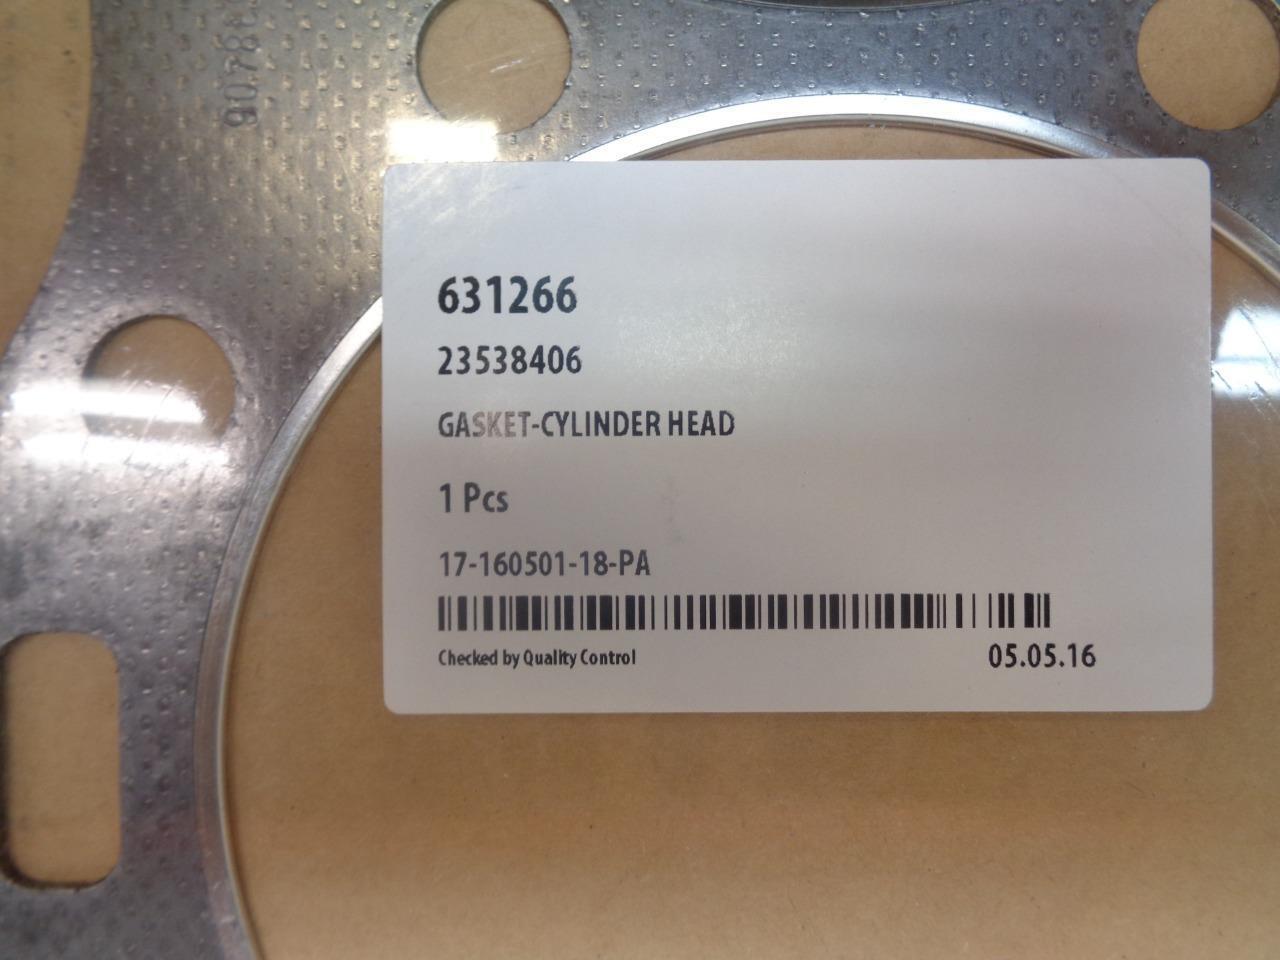 631266
23538406
GASKET-CYLINDER HEAD
1 Pcs
17-160501-18-PA
Checked by Quality Control
05.05.16